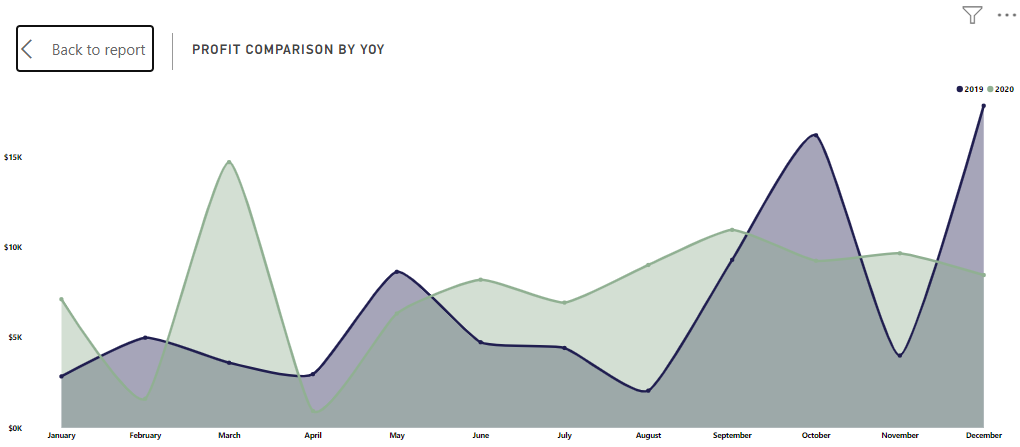 Back to report
PROFIT COMPARISON BY YOY
2019 2020
$15K
$10K
$5K
$0K
January February March April May June July August September October November December